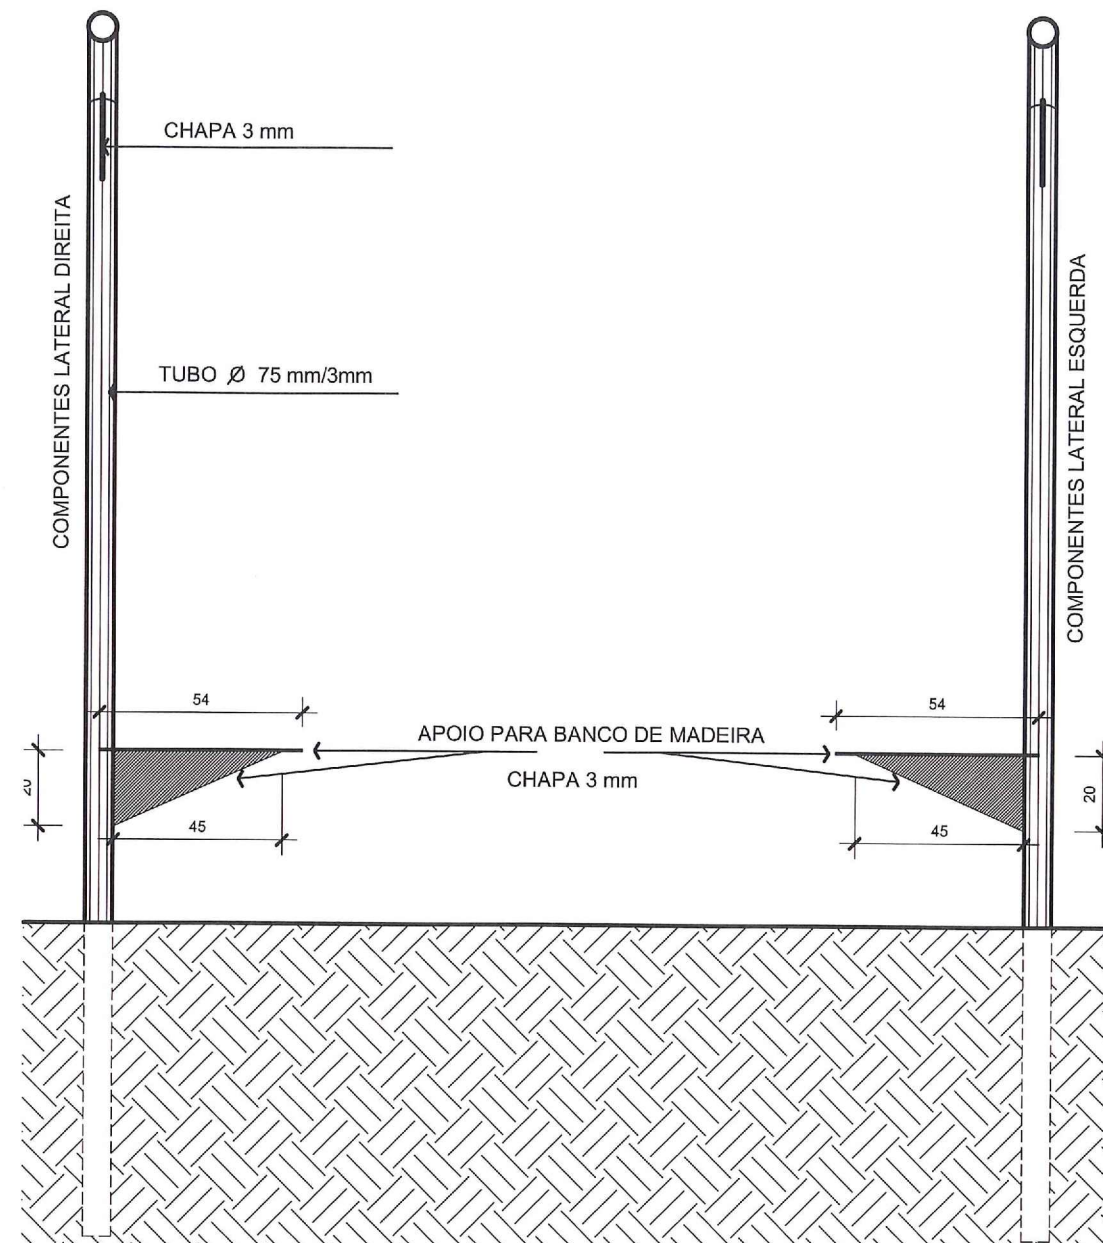 CHAPA 3 mm
COMPONENTES LATERAL DIREITA
TUBO Ø 75 mm/3mm
COMPONENTES LATERAL ESQUERDA
54
54
APOIO PARA BANCO DE MADEIRA
CHAPA 3 mm
20
20
45
45